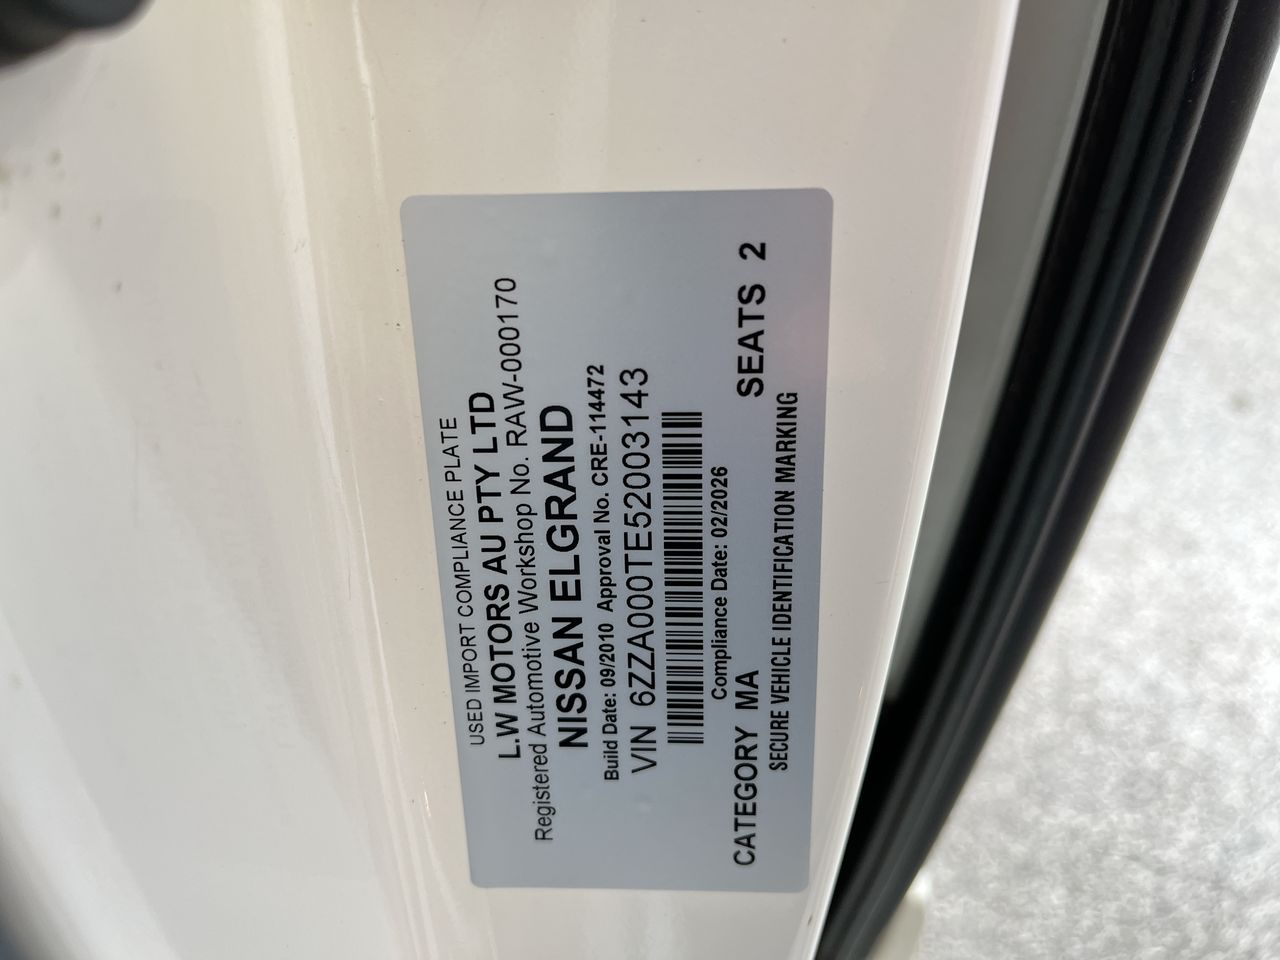 USED IMPORT COMPLIANCE PLATE
L.W MOTORS AU PTY LTD
Registered Automotive Workshop No. RAW-000170
NISSAN ELGRAND
Build Date: 09/2010 Approval No. CRE-114472
VIN 6ZZA000TE52003143
Compliance Date: 02/2026
CATEGORY MA SEATS 2
SECURE VEHICLE IDENTIFICATION MARKING